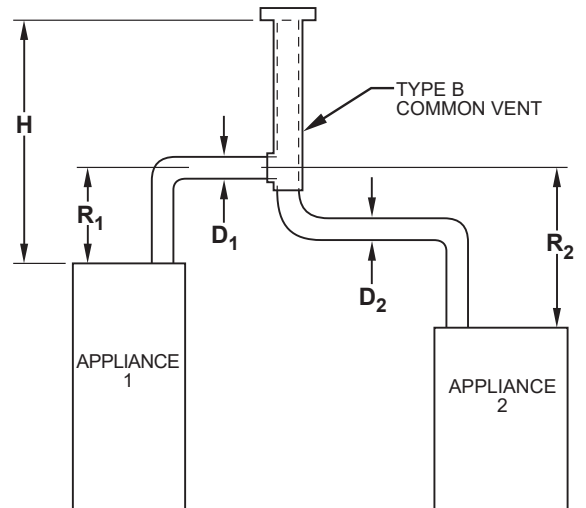 TYPE B
COMMON VENT
H
R1
D1
R2
D2
APPLIANCE
1
APPLIANCE
2